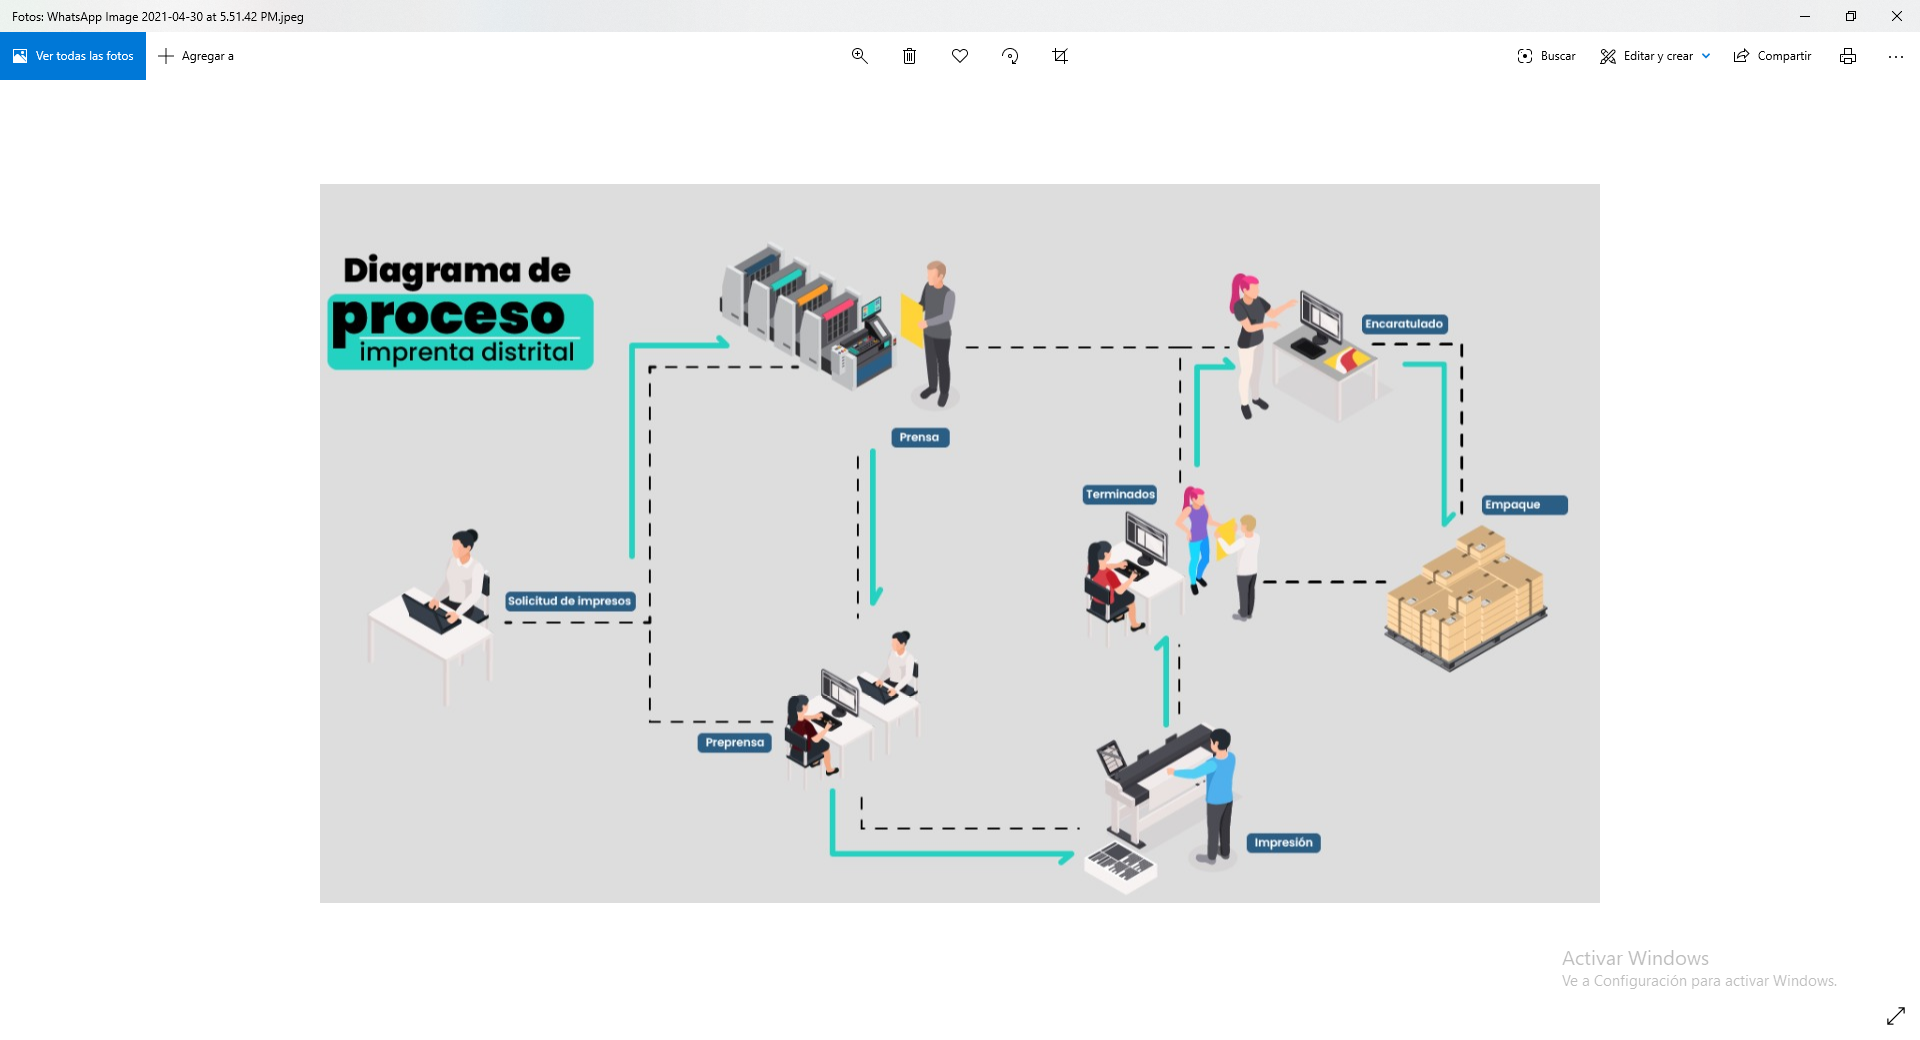 Fotos: WhatsApp Image 2021-04-30 at 5.51.42 PM.jpeg
Ver todas las fotos
Agregar a
Buscar
Editar y crear
Compartir
Diagrama de
proceso
imprenta distrital
Encaratulado
Prensa
Terminados
Empaque
Solicitud de impresos
Preprensa
Impresión
Activar Windows
Ve a Configuración para activar Windows.